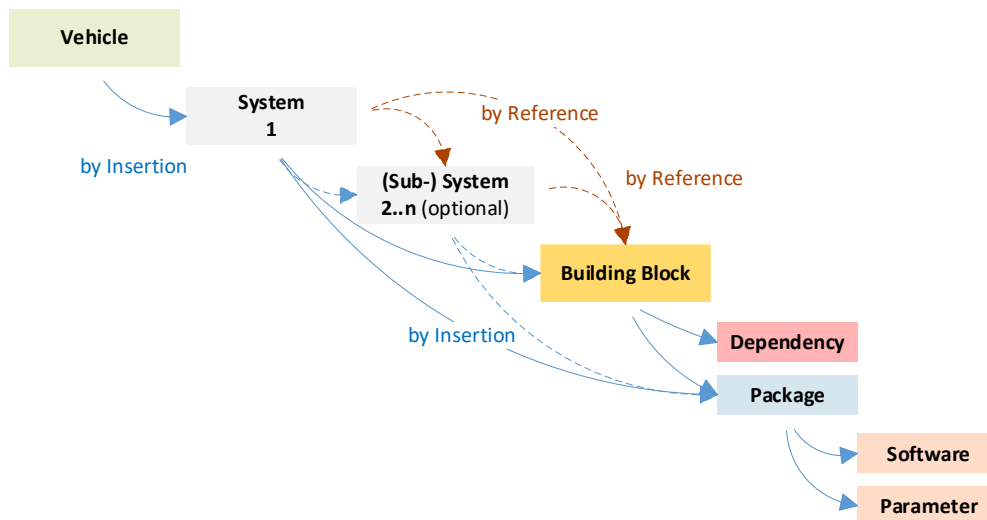 Vehicle
System
1
by Reference
by Insertion
(Sub-) System
2..n (optional)
by Reference
Building Block
by Insertion
Dependency
Package
Software
Parameter